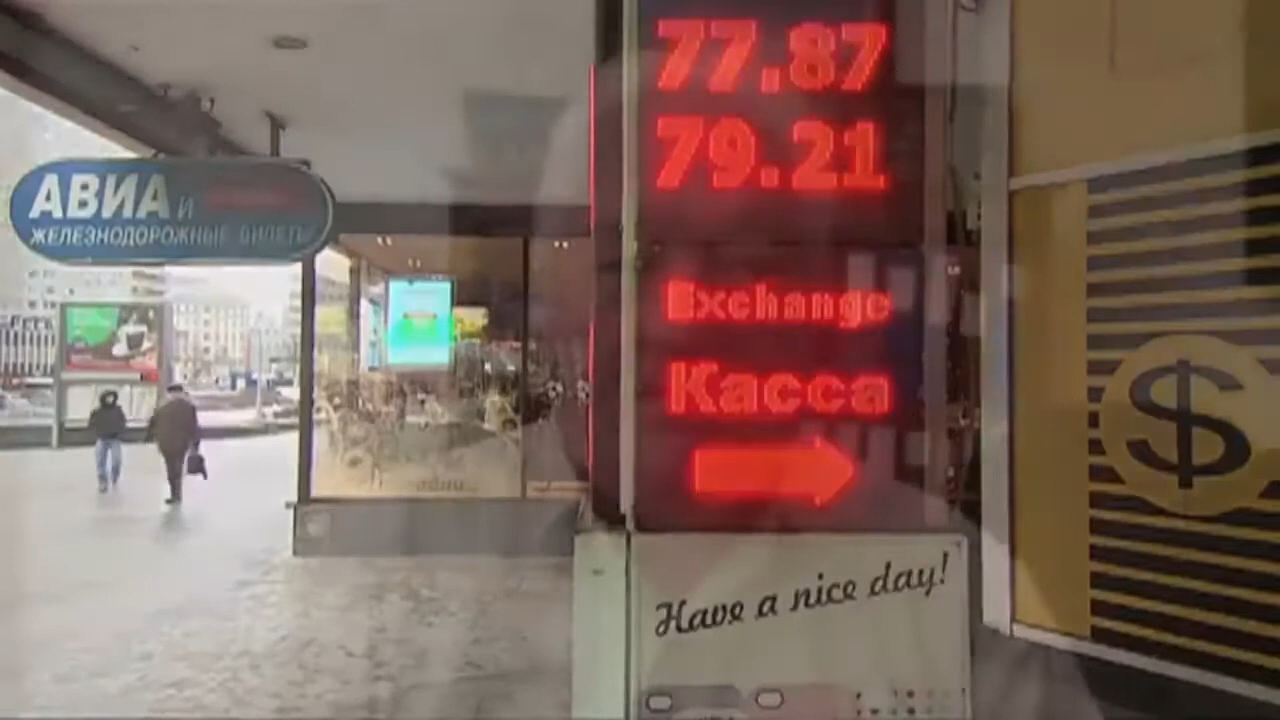 АВИА и
ЖЕЛЕЗНОДОРОЖНЫЕ БИЛЕТЫ
77.87
79.21
Exchange
Касса
$
Have a nice day!